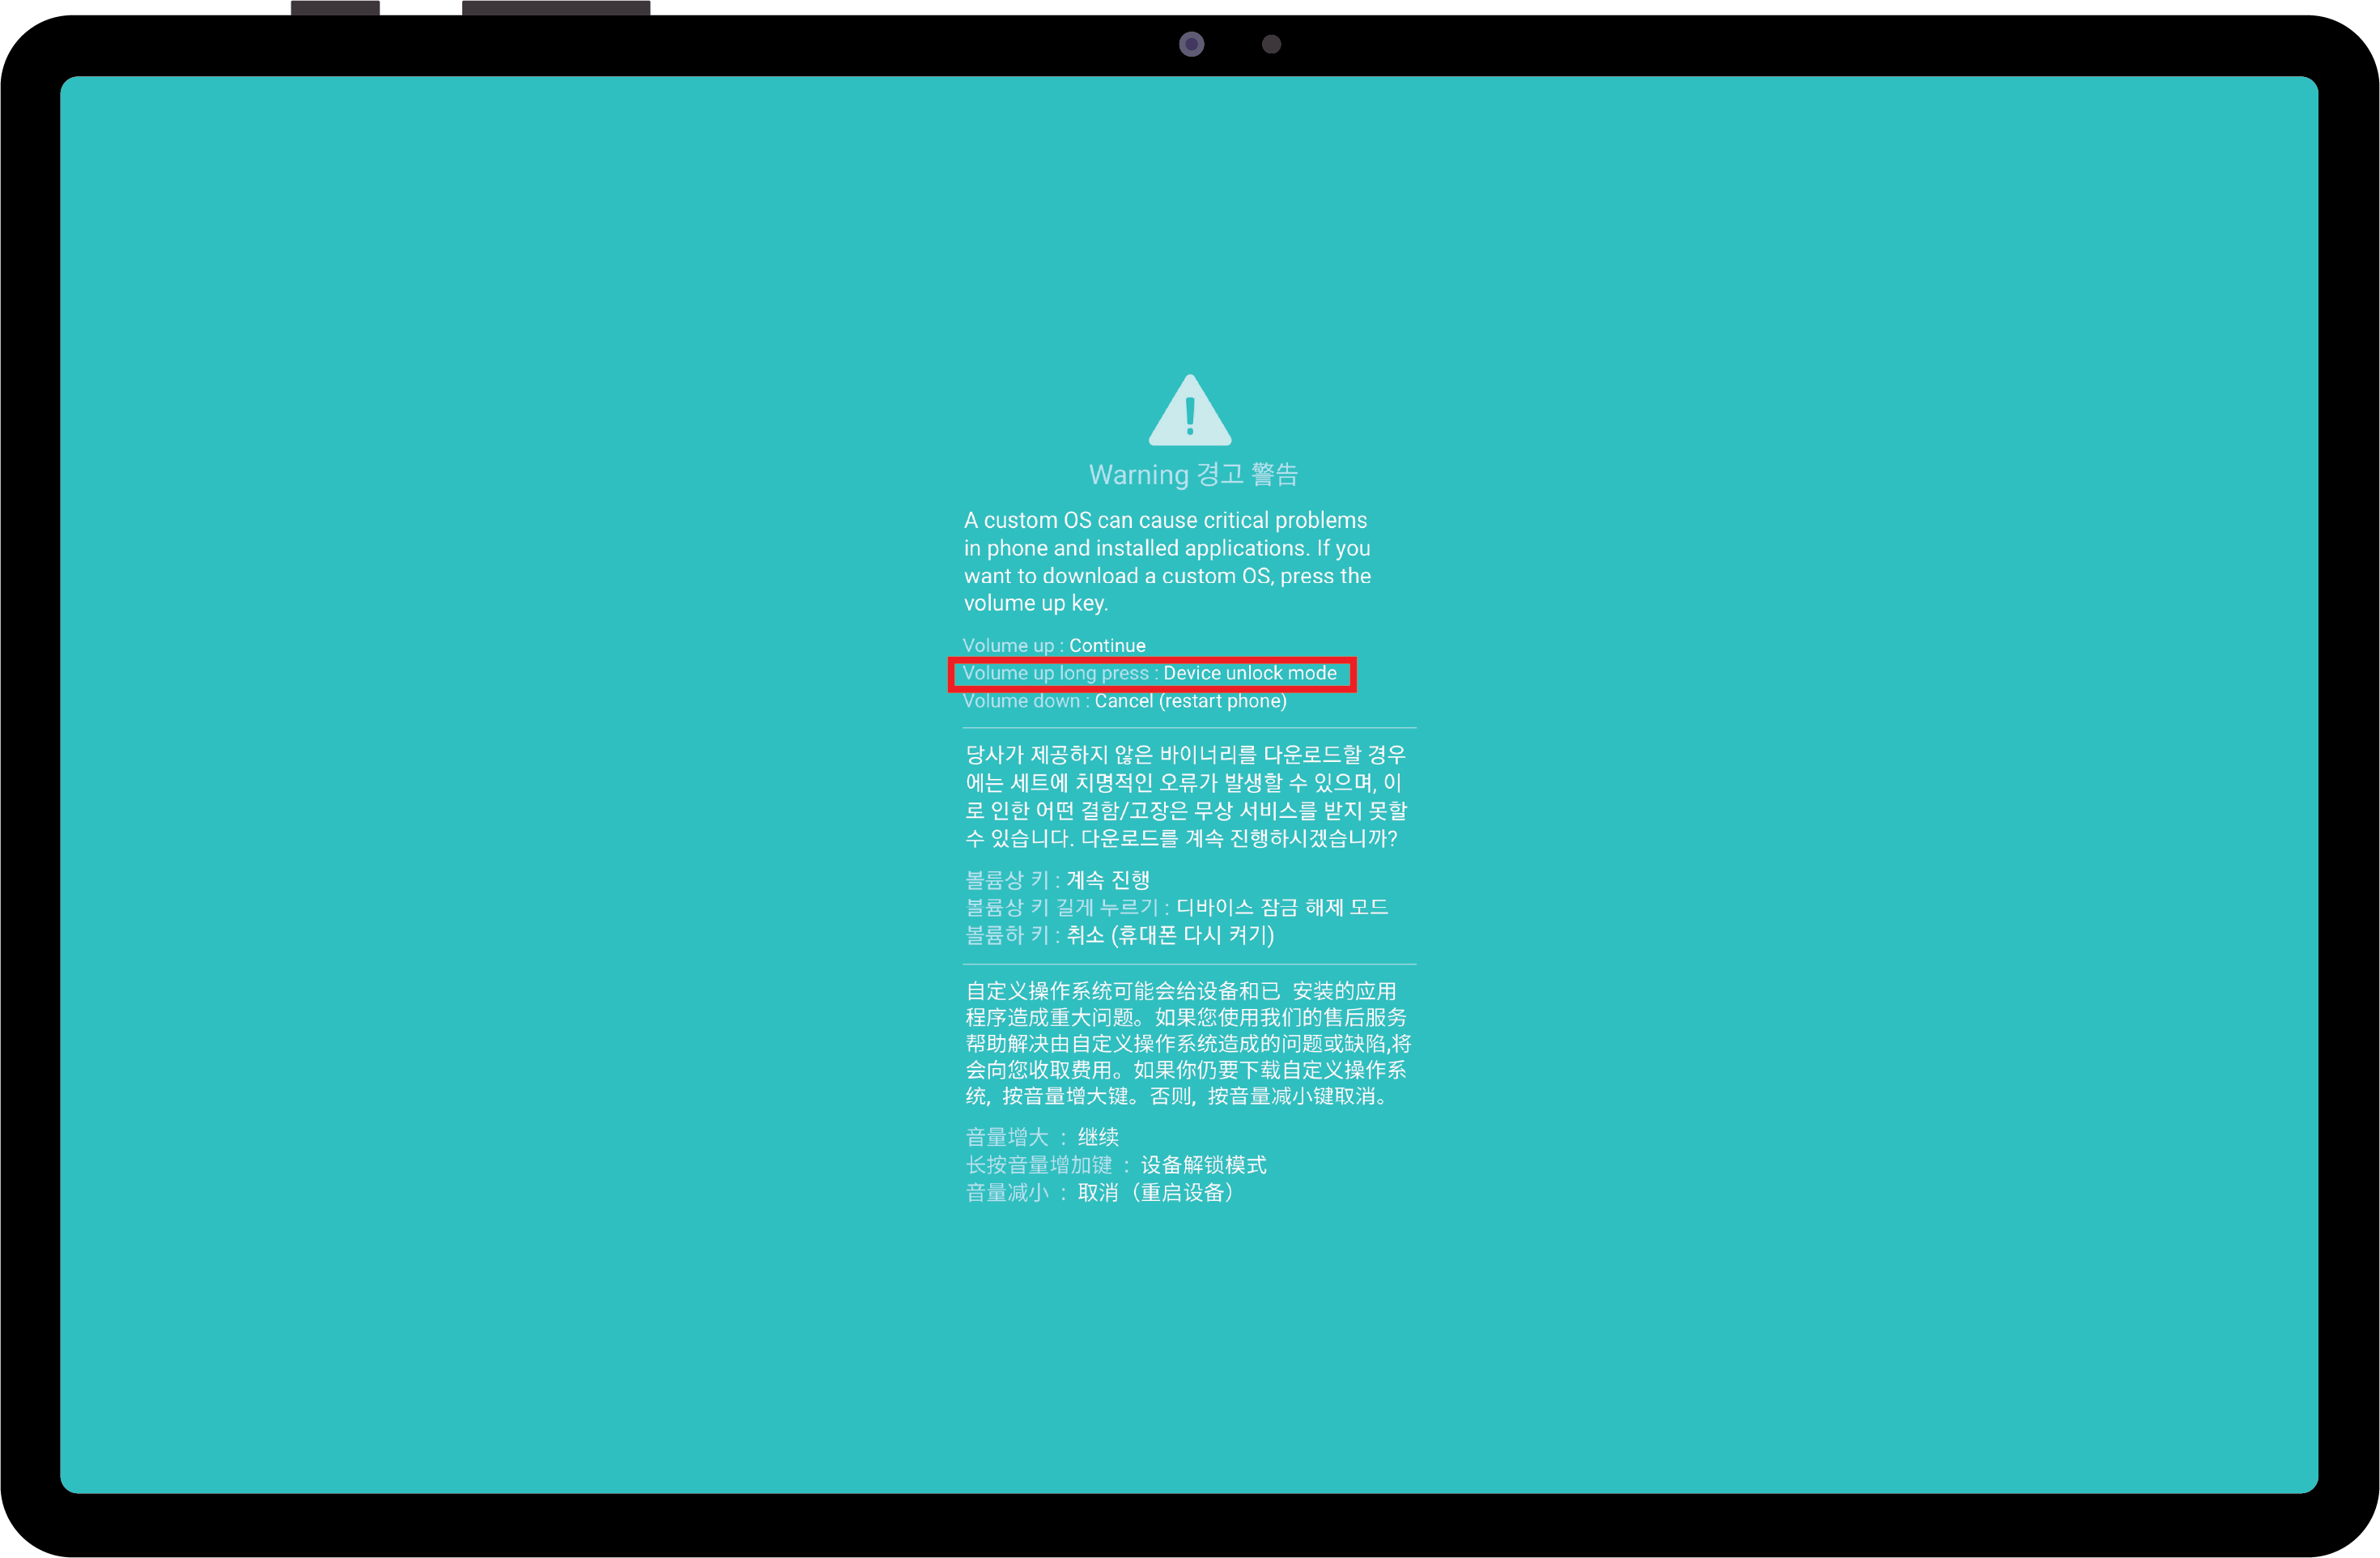 Warning 경고 警告
A custom OS can cause critical problems
in phone and installed applications. If you
want to download a custom OS, press the
volume up key.
Volume up : Continue
Volume up long press : Device unlock mode
Volume down : Cancel (restart phone)
당사가 제공하지 않은 바이너리를 다운로드할 경우
에는 세트에 치명적인 오류가 발생할 수 있으며, 이
로 인한 어떤 결함/고장은 무상 서비스를 받지 못할
수 있습니다. 다운로드를 계속 진행하시겠습니까?
볼륨상 키 : 계속 진행
볼륨상 키 길게 누르기 : 디바이스 잠금 해제 모드
볼륨하 키 : 취소 (휴대폰 다시 켜기)
自定义操作系统可能会给设备和已 安装的应用
程序造成重大问题。如果您使用我们的售后服务
帮助解决由自定义操作系统造成的问题或缺陷,将
会向您收取费用。如果你仍要下载自定义操作系
统, 按音量增大键。否则, 按音量减小键取消。
音量增大 : 继续
长按音量增加键 : 设备解锁模式
音量减小 : 取消（重启设备）